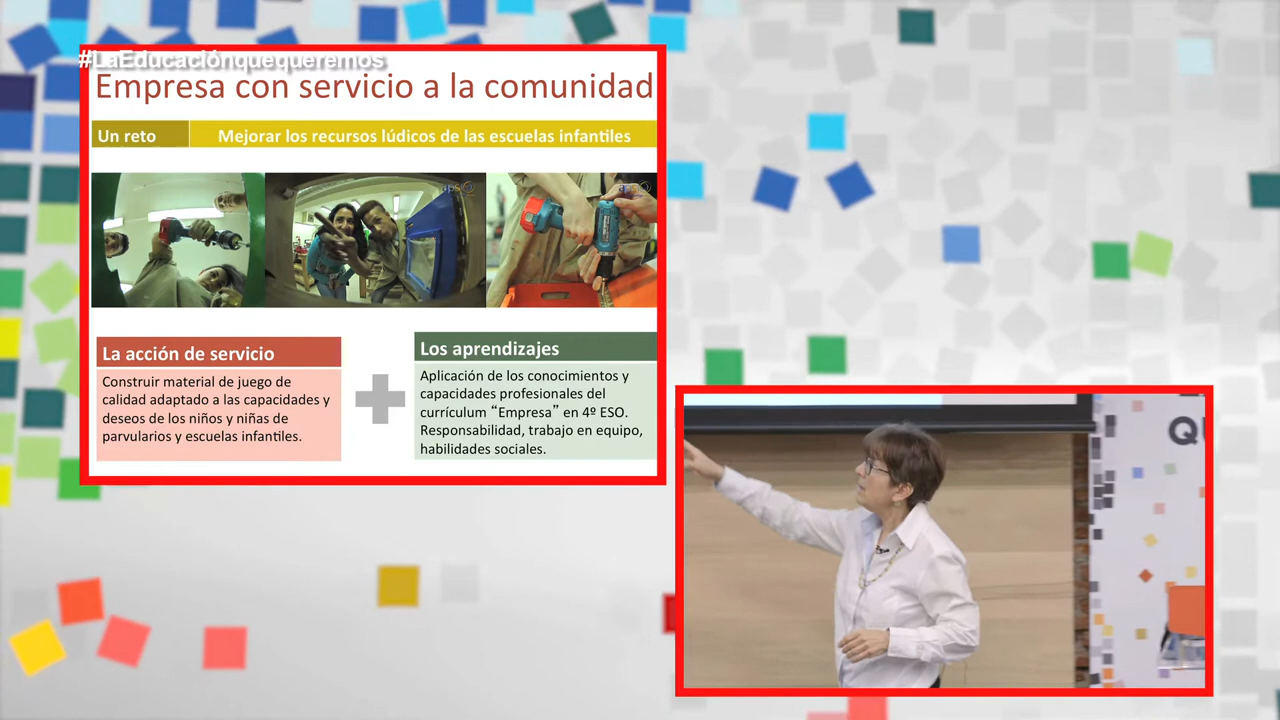 #LaEducaciónquequeremos
Empresa con servicio a la comunidad
Un reto
Mejorar los recursos lúdicos de las escuelas infantiles
aps
aps
La acción de servicio
Construir material de juego de
calidad adaptado a las capacidades y
deseos de los niños y niñas de
parvularios y escuelas infantiles.
Los aprendizajes
Aplicación de los conocimientos y
capacidades profesionales del
currículum “Empresa” en 4º ESO.
Responsabilidad, trabajo en equipo,
habilidades sociales.
QU